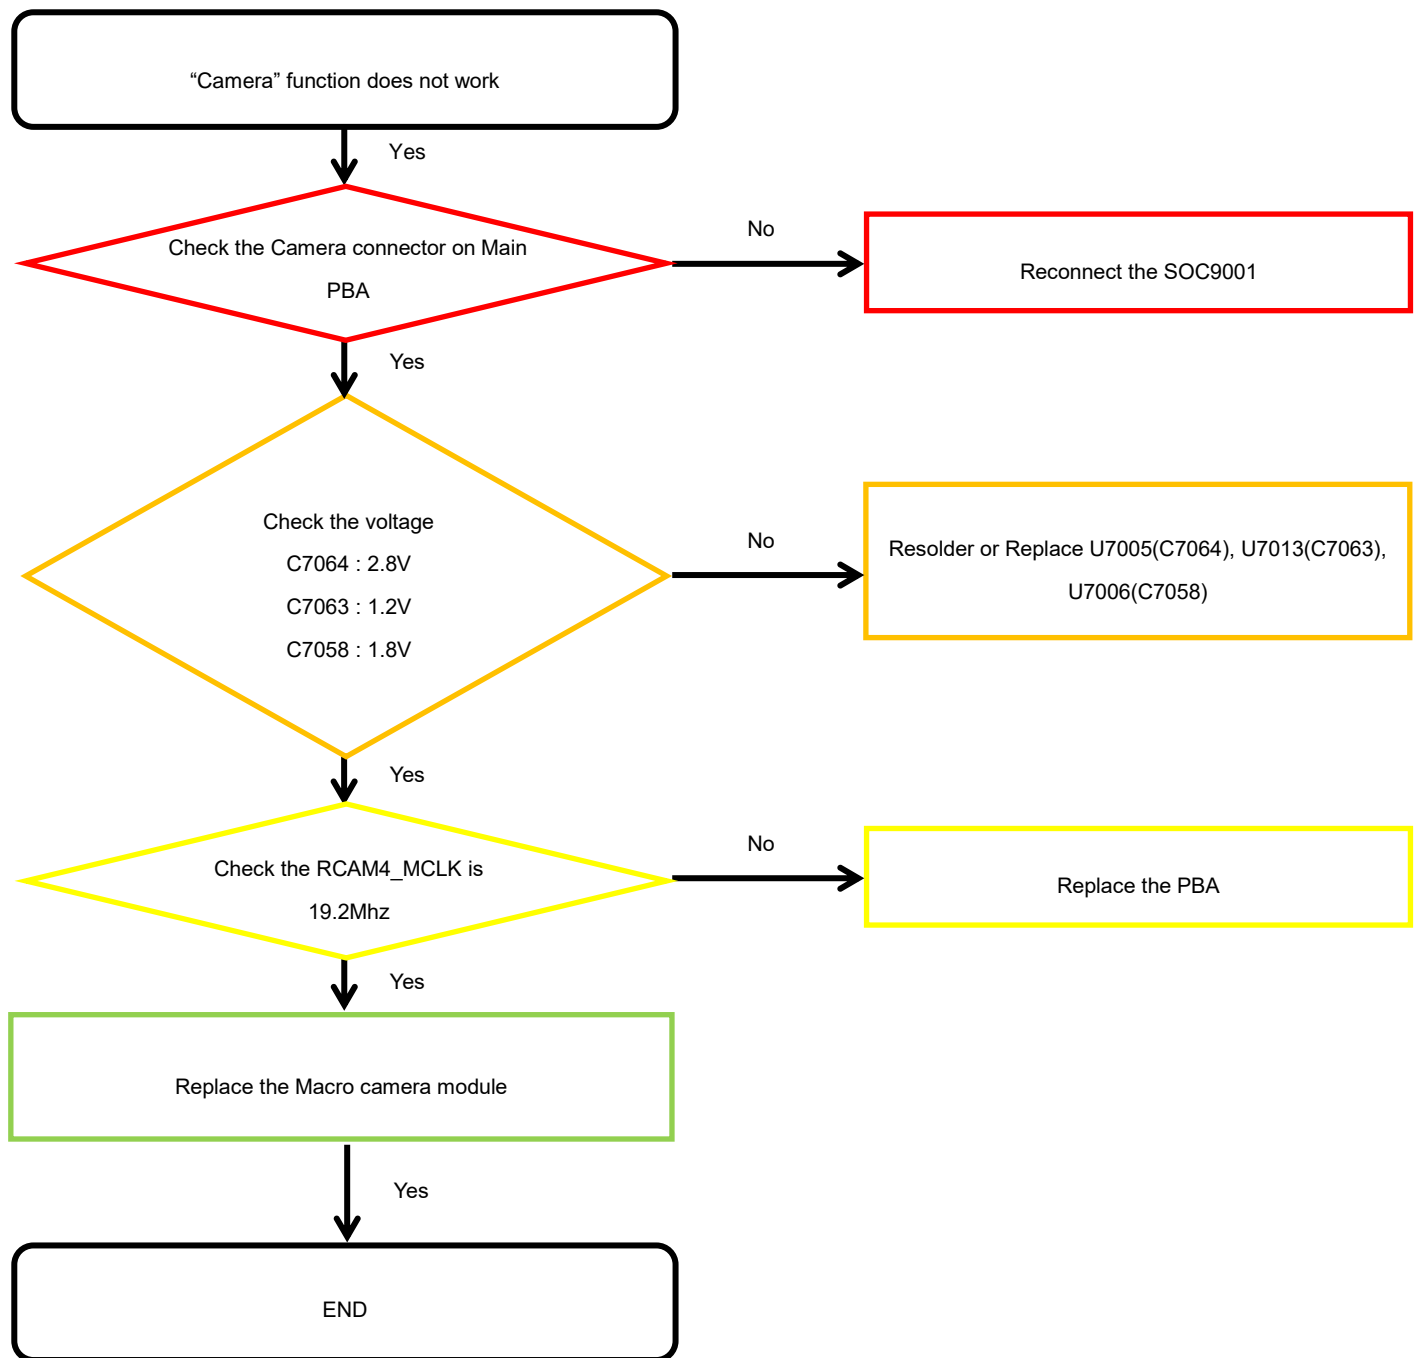 “Camera” function does not work
Yes
Check the Camera connector on Main
PBA
No
Reconnect the SOC9001
Yes
Check the voltage
C7064 : 2.8V
C7063 : 1.2V
C7058 : 1.8V
No
Resolder or Replace U7005(C7064), U7013(C7063),
U7006(C7058)
Yes
Check the RCAM4_MCLK is
19.2Mhz
No
Replace the PBA
Yes
Replace the Macro camera module
Yes
END